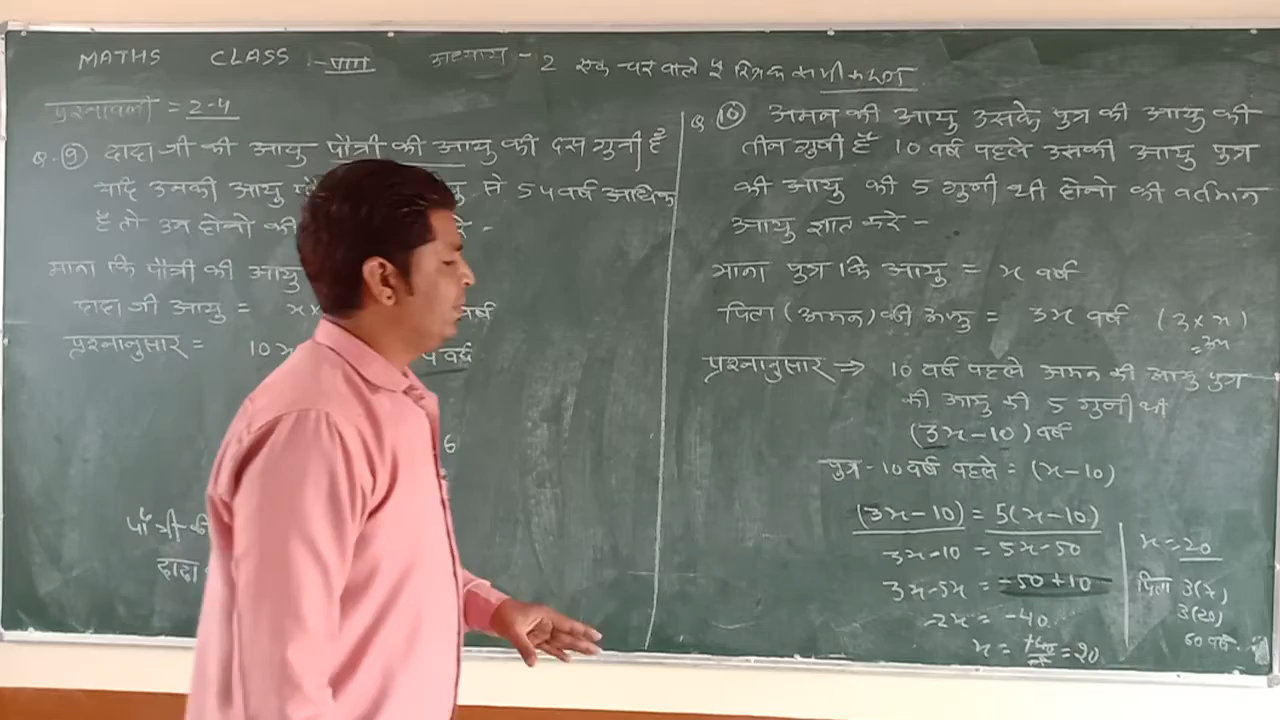 MATHS CLASS :- VIII अध्याय - 2 एक चर वाले रैखिक समीकरण
प्रश्नावली = 2.4
Q. 9 दादा जी की आयु पौत्री की आयु की दस गुनी है
यदि उनकी आयु से 54 वर्ष अधिक
है तो उन दोनो की -
माना कि पौत्री की आयु
दादा जी आयु = x× वर्ष
प्रश्नानुसार = 10x वर्ष
6
पौत्री की
दादा
Q. 10 अमन की आयु उसके पुत्र की आयु की
तीन गुनी है 10 वर्ष पहले उसकी आयु पुत्र
की आयु की 5 गुनी थी दोनो की वर्तमान
आयु ज्ञात करे -
माना पुत्र कि आयु = x वर्ष
पिता (अमन) की आयु = 3x वर्ष (3 × x)
= 3x
प्रश्नानुसार ⇒ 10 वर्ष पहले अमन की आयु पुत्र
की आयु की 5 गुनी थी
(3x - 10) वर्ष
पुत्र - 10 वर्ष पहले = (x - 10)
(3x - 10) = 5(x - 10)
3x - 10 = 5x - 50
3x - 5x = -50 + 10
-2x = -40
x = = 20
x = 20
पिता 3(x)
3(20)
60 वर्ष